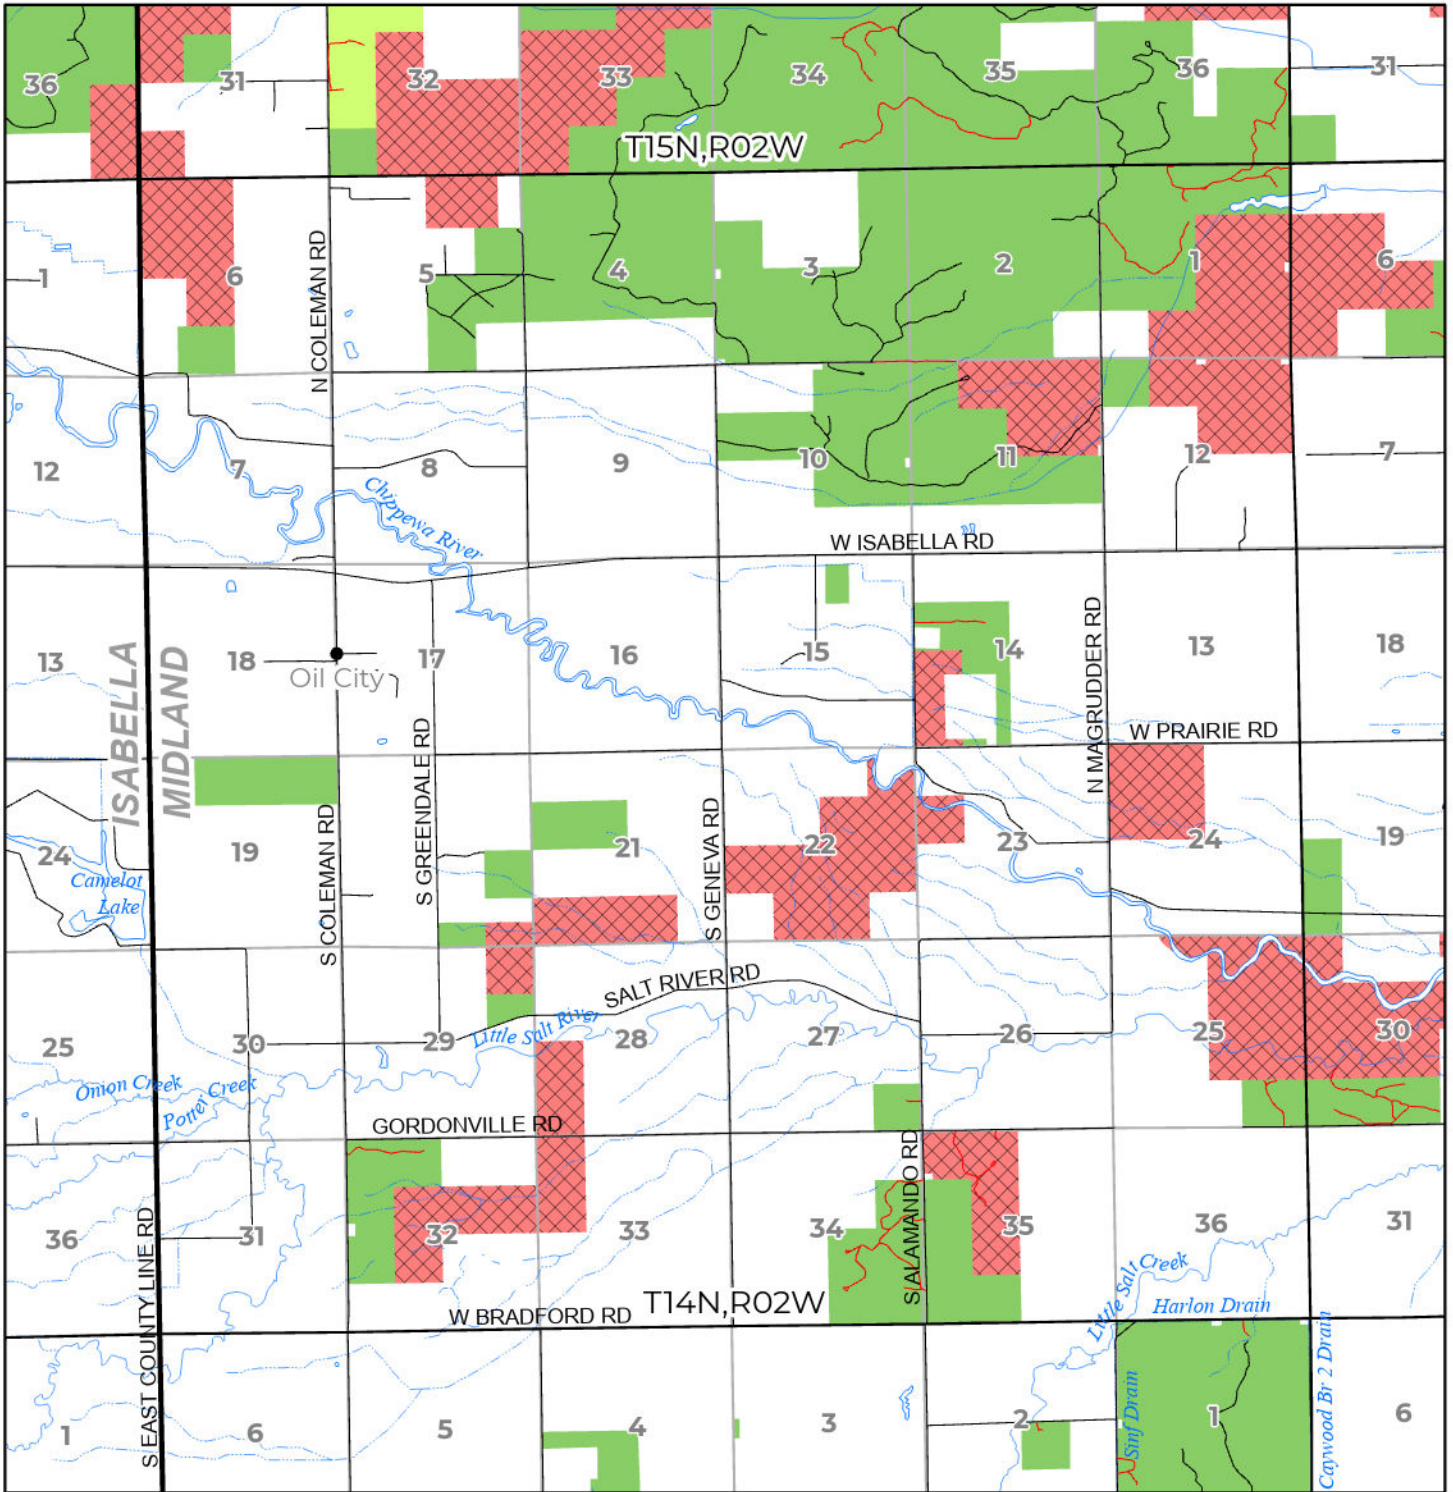 36
31
32
33
34
35
36
31
T15N,R02W
1
6
N COLEMAN RD
5
4
3
2
1
6
12
7
8
9
10
11
12
7
Chippewa River
W ISABELLA RD
13
ISABELLA
MIDLAND
18
Oil City
17
16
15
14
N MAGRUDDER RD
13
18
W PRAIRIE RD
24
Camelot
Lake
19
S COLEMAN RD
S GREENDALE RD
21
S GENEVA RD
22
23
24
19
SALT RIVER RD
Little Salt River
25
30
29
28
27
26
25
30
Onion Creek
Potter Creek
GORDONVILLE RD
36
S EAST COUNTY LINE RD
31
32
33
34
S ALAMANDO RD
35
36
31
Little Salt Creek
Harlon Drain
T14N,R02W
W BRADFORD RD
1
6
5
4
3
2
Sinf Drain
1
Caywood Br 2 Drain
6